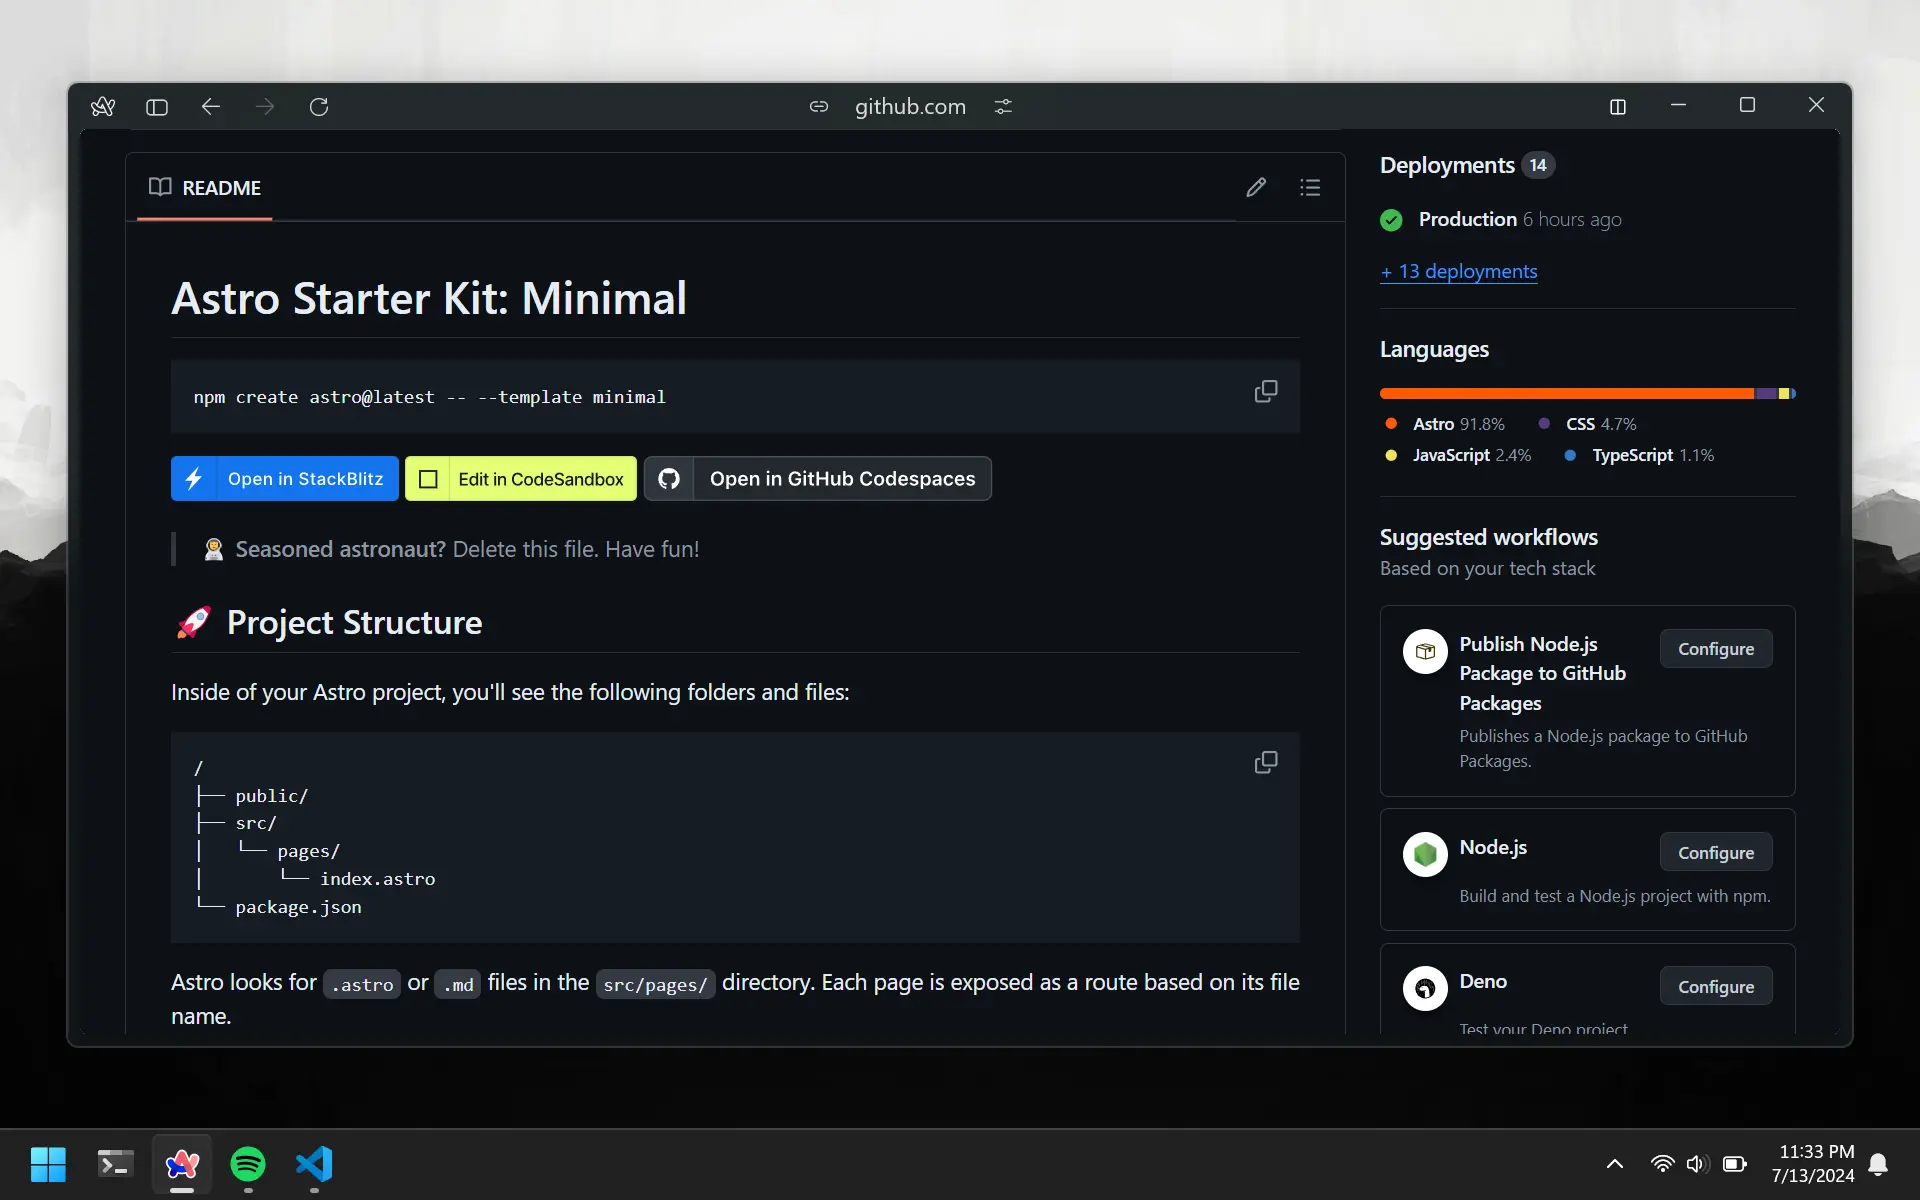 github.com
README
Astro Starter Kit: Minimal
npm create astro@latest -- --template minimal
Open in StackBlitz
Edit in CodeSandbox
Open in GitHub Codespaces
🧑‍🚀 Seasoned astronaut? Delete this file. Have fun!
🚀 Project Structure
Inside of your Astro project, you'll see the following folders and files:
/
├── public/
├── src/
│   └── pages/
│       └── index.astro
└── package.json
Astro looks for .astro or .md files in the src/pages/ directory. Each page is exposed as a route based on its file
name.
Deployments 14
Production 6 hours ago
+ 13 deployments
Languages
Astro 91.8% CSS 4.7%
JavaScript 2.4% TypeScript 1.1%
Suggested workflows
Based on your tech stack
Publish Node.js
Package to GitHub
Packages
Configure
Publishes a Node.js package to GitHub
Packages.
Node.js
Configure
Build and test a Node.js project with npm.
Deno
Configure
Test your Deno project
11:33 PM
7/13/2024